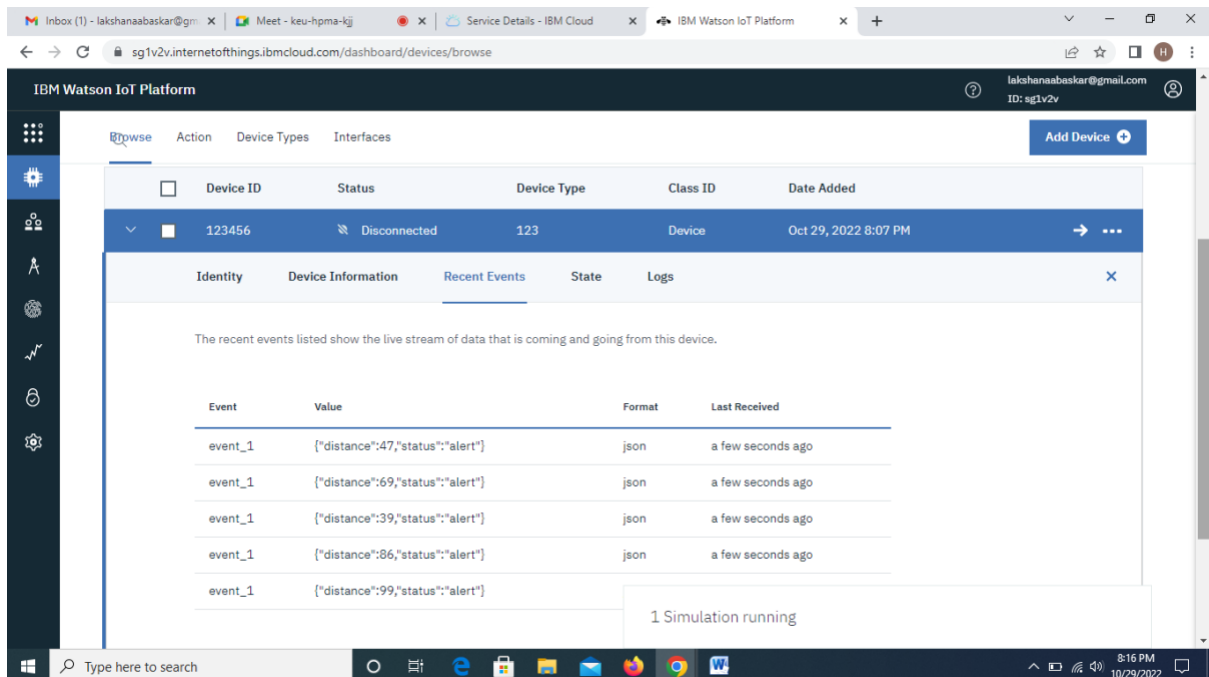 Inbox (1) - lakshanaabaskar@gm Meet - keu-hpma-kjj Service Details - IBM Cloud IBM Watson IoT Platform
sg1v2v.internetofthings.ibmcloud.com/dashboard/devices/browse H
IBM Watson IoT Platform lakshanaabaskar@gmail.com
ID: sg1v2v
Browse Action Device Types Interfaces Add Device
Device ID Status Device Type Class ID Date Added
123456 Disconnected 123 Device Oct 29, 2022 8:07 PM
Identity Device Information Recent Events State Logs
The recent events listed show the live stream of data that is coming and going from this device.
Event Value Format Last Received
event_1 {"distance":47,"status":"alert"} json a few seconds ago
event_1 {"distance":69,"status":"alert"} json a few seconds ago
event_1 {"distance":39,"status":"alert"} json a few seconds ago
event_1 {"distance":86,"status":"alert"} json a few seconds ago
event_1 {"distance":99,"status":"alert"}
1 Simulation running
Type here to search 8:16 PM
10/29/2022